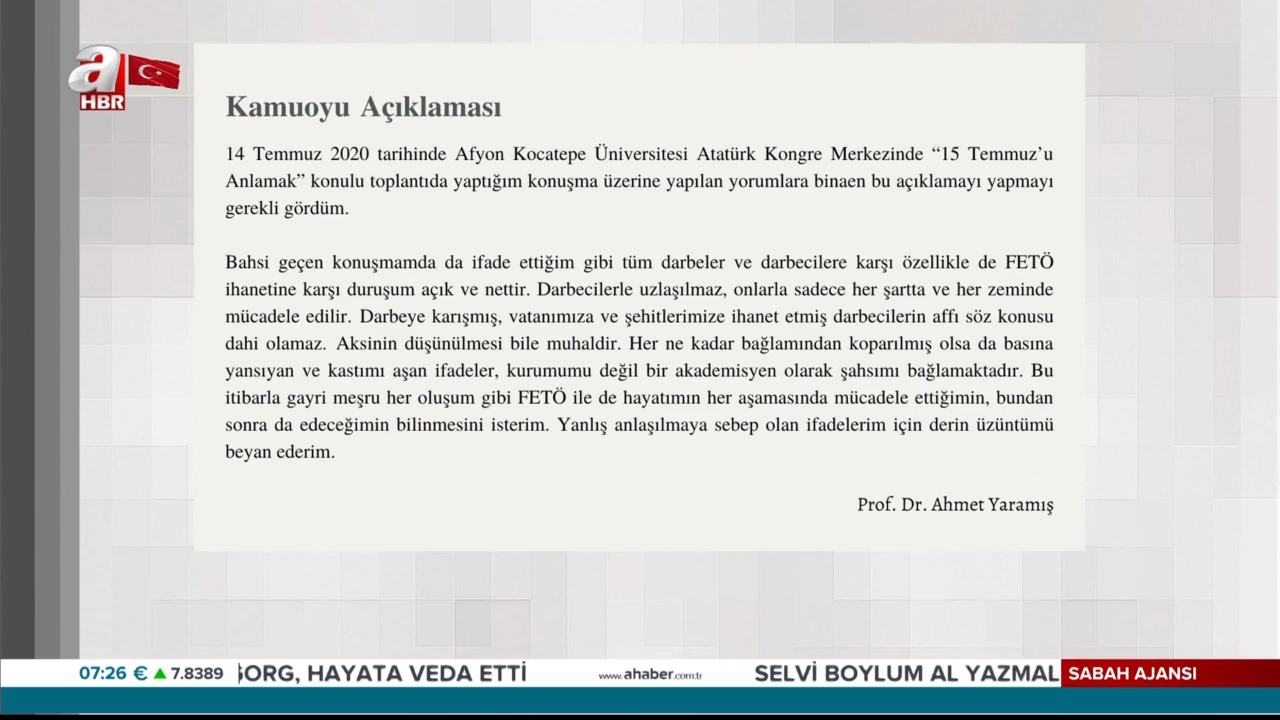 a
HBR
Kamuoyu Açıklaması
14 Temmuz 2020 tarihinde Afyon Kocatepe Üniversitesi Atatürk Kongre Merkezinde “15 Temmuz’u
Anlamak” konulu toplantıda yaptığım konuşma üzerine yapılan yorumlara binaen bu açıklamayı yapmayı
gerekli gördüm.
Bahsi geçen konuşmamda da ifade ettiğim gibi tüm darbeler ve darbecilere karşı özellikle de FETÖ
ihanetine karşı duruşum açık ve nettir. Darbecilerle uzlaşılmaz, onlarla sadece her şartta ve her zeminde
mücadele edilir. Darbeye karışmış, vatanımıza ve şehitlerimize ihanet etmiş darbecilerin affı söz konusu
dahi olamaz. Aksinin düşünülmesi bile muhaldir. Her ne kadar bağlamından koparılmış olsa da basına
yansıyan ve kastımı aşan ifadeler, kurumumu değil bir akademisyen olarak şahsımı bağlamaktadır. Bu
itibarla gayri meşru her oluşum gibi FETÖ ile de hayatımın her aşamasında mücadele ettiğimin, bundan
sonra da edeceğimin bilinmesini isterim. Yanlış anlaşılmaya sebep olan ifadelerim için derin üzüntümü
beyan ederim.
Prof. Dr. Ahmet Yaramış
07:26 € ▲ 7.8389 ORG, HAYATA VEDA ETTİ www.ahaber.com.tr SELVİ BOYLUM AL YAZMAL SABAH AJANSI